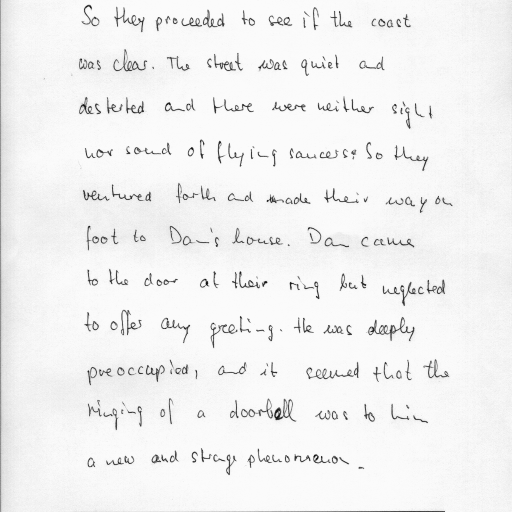 So they proceeded to see if the coast
was clear. The street was quiet and
desterted and there were neither sight
nor sound of flying saucers. So they
ventured forth and made their way on
foot to Dan's house. Dan came
to the door at their ring but neglected
to offer any greeting. He was deeply
preoccupied, and it seemed that the
ringing of a doorbell was to him
a new and strange phenomenon.